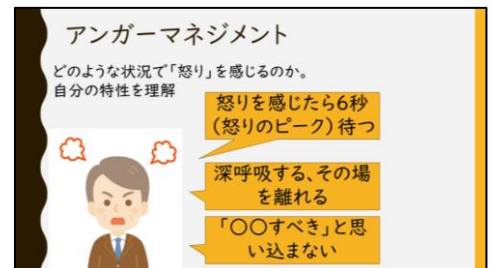 アンガーマネジメント
どのような状況で「怒り」を感じるのか。
自分の特性を理解
怒りを感じたら6秒
(怒りのピーク)待つ
深呼吸する、その場
を離れる
「〇〇すべき」と思
い込まない